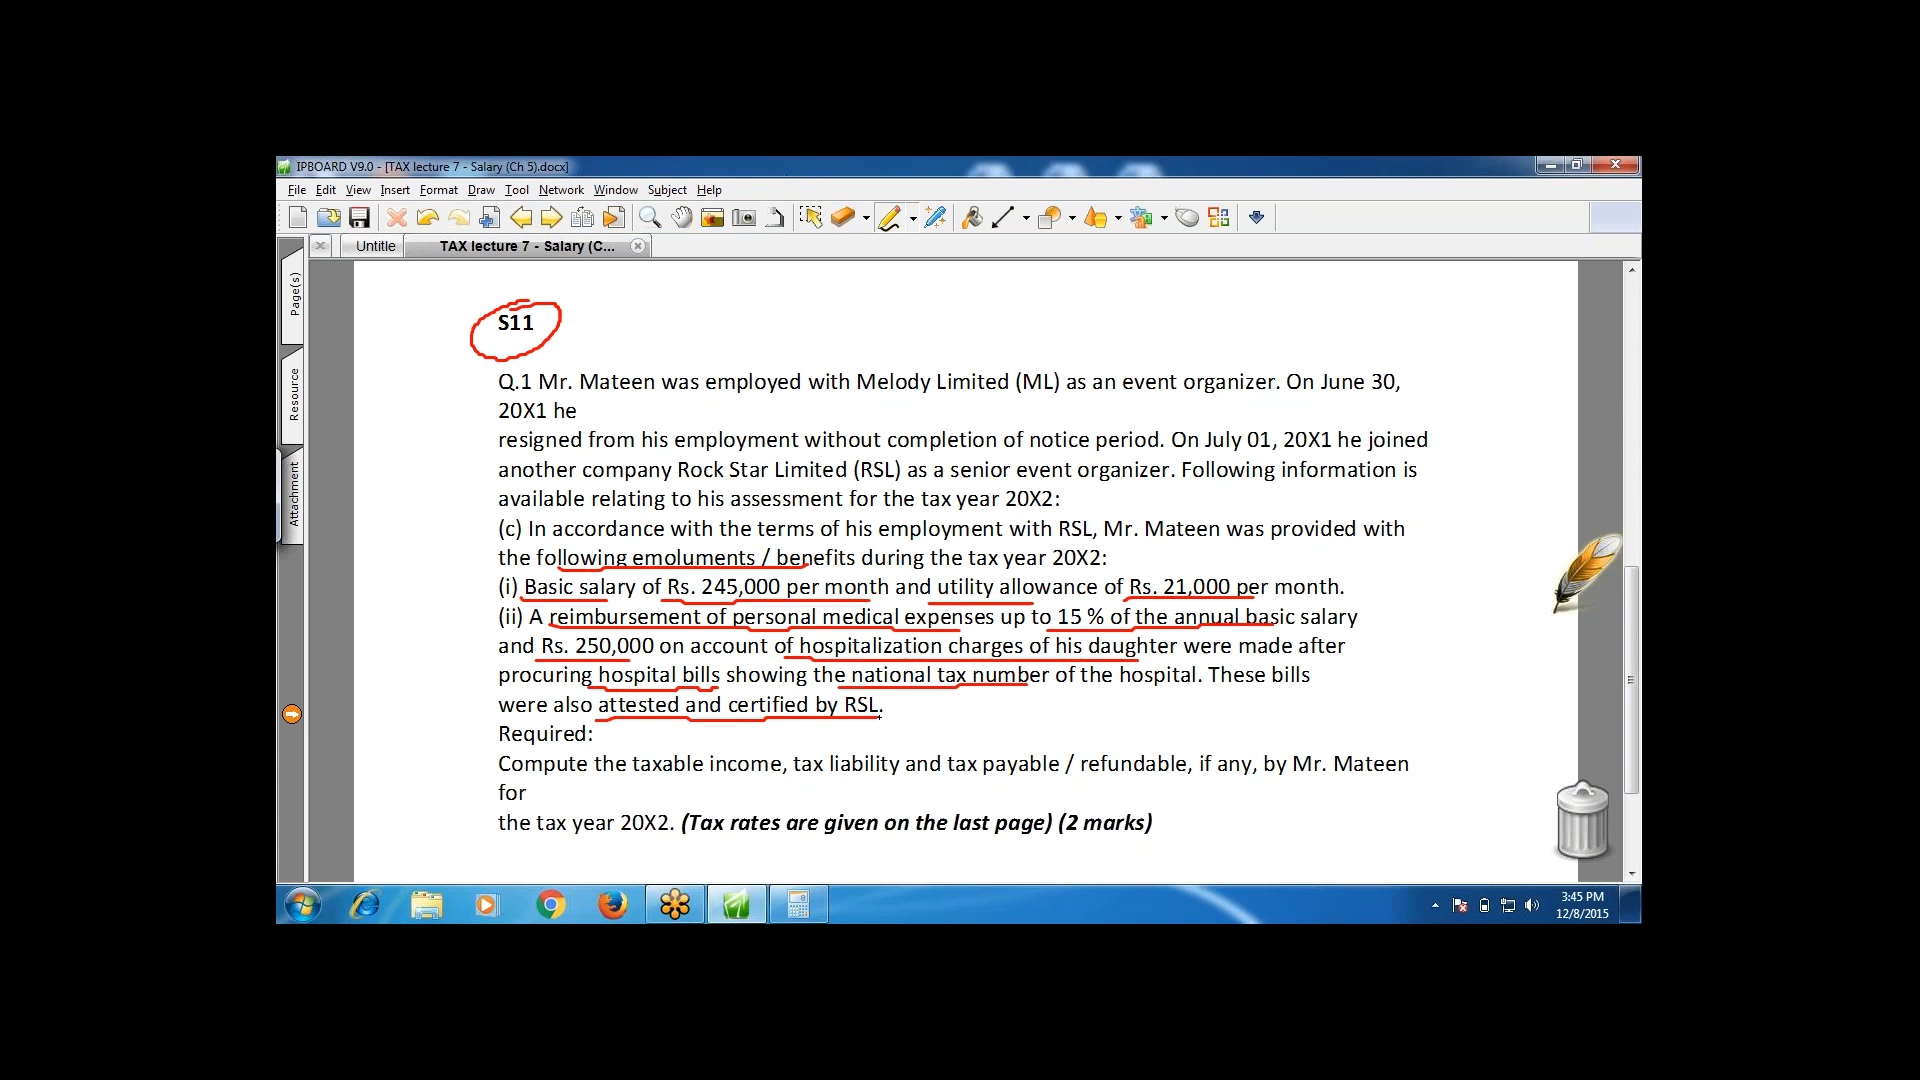 IPBOARD V9.0 - [TAX lecture 7 - Salary (Ch 5).docx]
File Edit View Insert Format Draw Tool Network Window Subject Help
Untitle TAX lecture 7 - Salary (C...
Page(s)
Resource
Attachment
S11
Q.1 Mr. Mateen was employed with Melody Limited (ML) as an event organizer. On June 30,
20X1 he
resigned from his employment without completion of notice period. On July 01, 20X1 he joined
another company Rock Star Limited (RSL) as a senior event organizer. Following information is
available relating to his assessment for the tax year 20X2:
(c) In accordance with the terms of his employment with RSL, Mr. Mateen was provided with
the following emoluments / benefits during the tax year 20X2:
(i) Basic salary of Rs. 245,000 per month and utility allowance of Rs. 21,000 per month.
(ii) A reimbursement of personal medical expenses up to 15 % of the annual basic salary
and Rs. 250,000 on account of hospitalization charges of his daughter were made after
procuring hospital bills showing the national tax number of the hospital. These bills
were also attested and certified by RSL.
Required:
Compute the taxable income, tax liability and tax payable / refundable, if any, by Mr. Mateen
for
the tax year 20X2. (Tax rates are given on the last page) (2 marks)
3:45 PM
12/8/2015